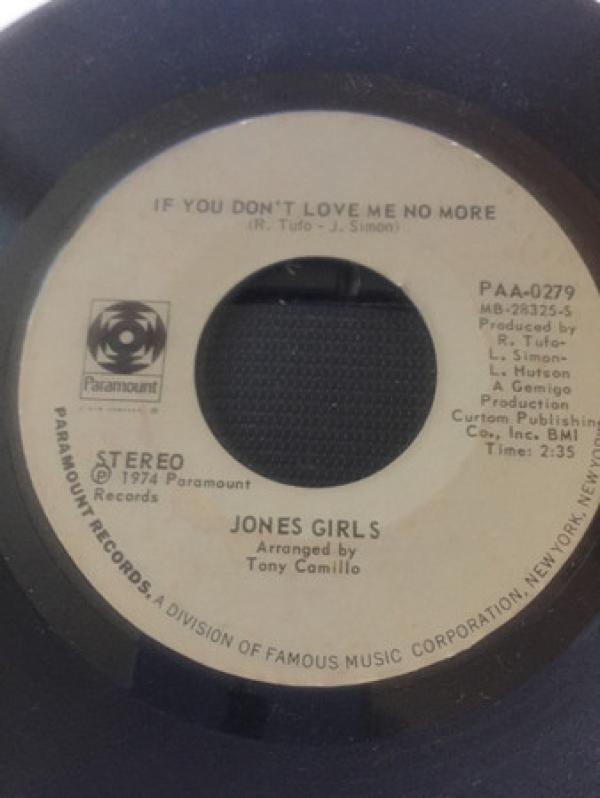 IF YOU DON'T LOVE ME NO MORE
(R. Tufo - J. Simon)
PAA-0279
MB-28325-S
Produced by
R. Tufo-
L. Simon-
L. Hutson
A Gemigo
Production
Curtom Publishing
Co., Inc. BMI
Time: 2:35
Paramount
STEREO
Ⓟ 1974 Paramount
Records
JONES GIRLS
Arranged by
Tony Camillo
PARAMOUNT RECORDS, A DIVISION OF FAMOUS MUSIC CORPORATION, NEW YORK, NEW YORK